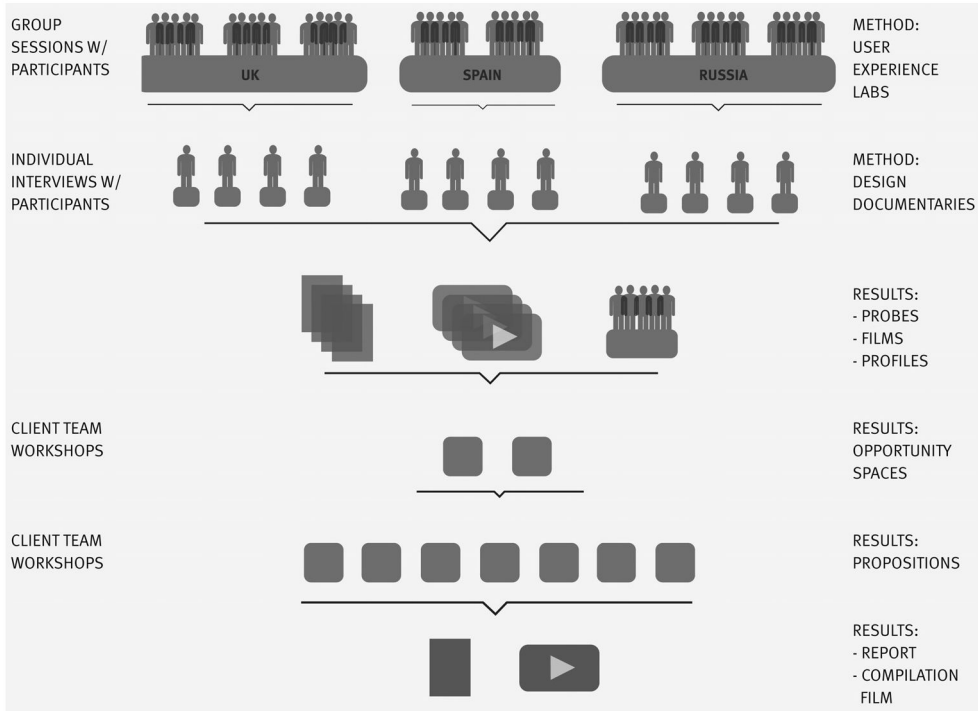 GROUP
SESSIONS W/
PARTICIPANTS
UK
SPAIN
RUSSIA
METHOD:
USER
EXPERIENCE
LABS
INDIVIDUAL
INTERVIEWS W/
PARTICIPANTS
METHOD:
DESIGN
DOCUMENTARIES
RESULTS:
- PROBES
- FILMS
- PROFILES
CLIENT TEAM
WORKSHOPS
RESULTS:
OPPORTUNITY
SPACES
CLIENT TEAM
WORKSHOPS
RESULTS:
PROPOSITIONS
RESULTS:
- REPORT
- COMPILATION
FILM